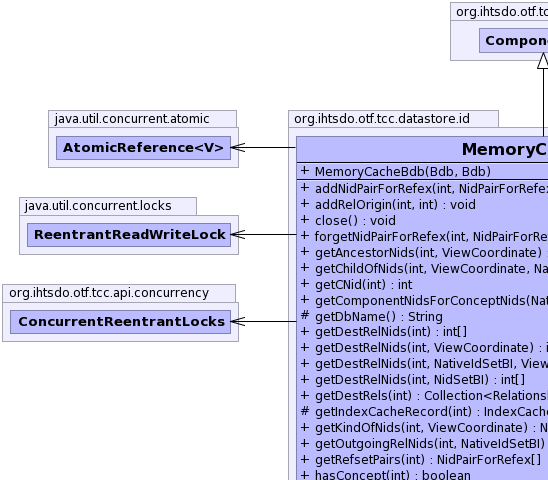 org.ihtsdo.otf.tc
Compone
java.util.concurrent.atomic
AtomicReference<V>
java.util.concurrent.locks
ReentrantReadWriteLock
org.ihtsdo.otf.tcc.api.concurrency
ConcurrentReentrantLocks
org.ihtsdo.otf.tcc.datastore.id
MemoryC
+ MemoryCacheBdb(Bdb, Bdb)
+ addNidPairForRefex(int, NidPairForRefex
+ addRelOrigin(int, int) : void
+ close() : void
+ forgetNidPairForRefex(int, NidPairForRe
+ getAncestorNids(int, ViewCoordinate) :
+ getChildOfNids(int, ViewCoordinate, Na
+ getCNid(int) : int
+ getComponentNidsForConceptNids(Nat
# getDbName() : String
+ getDestRelNids(int) : int[]
+ getDestRelNids(int, ViewCoordinate) : i
+ getDestRelNids(int, NativeIdSetBI, View
+ getDestRelNids(int, NidSetBI) : int[]
+ getDestRels(int) : Collection<Relations
# getIndexCacheRecord(int) : IndexCache
+ getKindOfNids(int, ViewCoordinate) : N
+ getOutgoingRelNids(int, NativeIdSetBI)
+ getRefsetPairs(int) : NidPairForRefex[]
+ hasConcept(int) : boolean